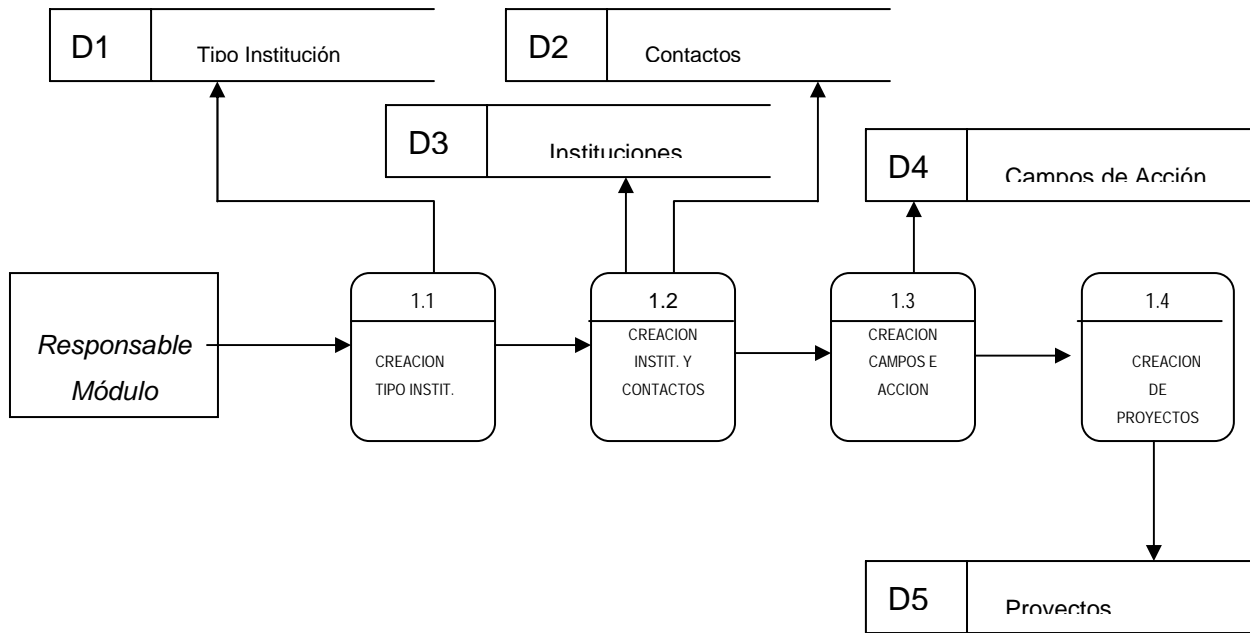 D1
Tipo Institución
D2
Contactos
D3
Instituciones
D4
Campos de Acción
Responsable
Módulo
1.1
CREACION
TIPO INSTIT.
1.2
CREACION
INSTIT. Y
CONTACTOS
1.3
CREACION
CAMPOS E
ACCION
1.4
CREACION
DE
PROYECTOS
D5
Proyectos